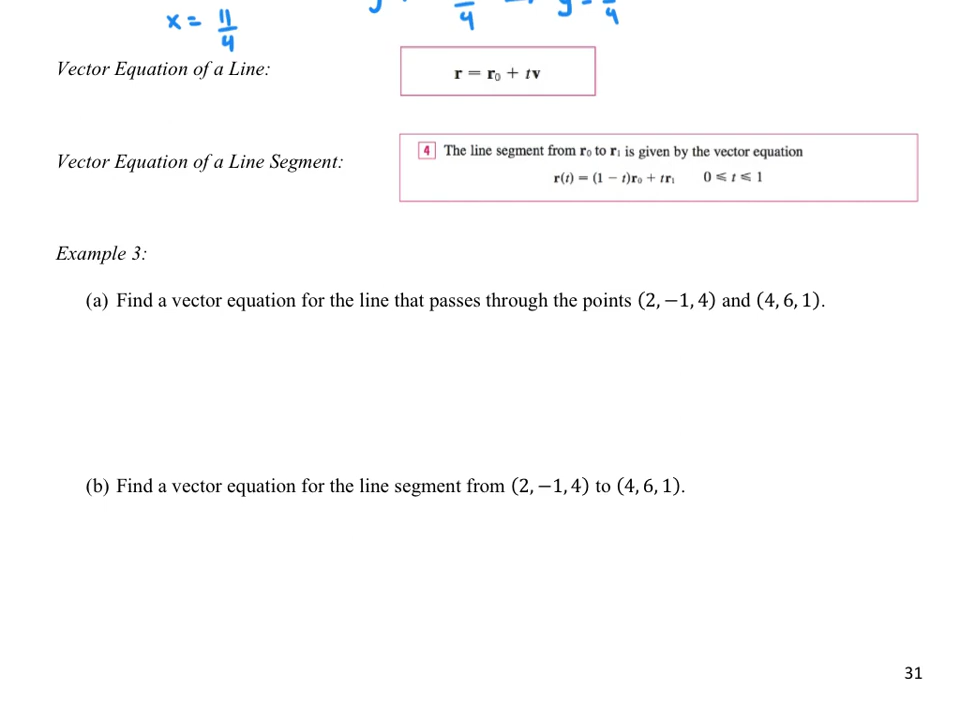 x = 11/4
Vector Equation of a Line:
r = r₀ + tv
Vector Equation of a Line Segment:
4 The line segment from r₀ to r₁ is given by the vector equation
r(t) = (1 − t)r₀ + tr₁ 0 ⩽ t ⩽ 1
Example 3:
(a) Find a vector equation for the line that passes through the points (2, −1, 4) and (4, 6, 1).
(b) Find a vector equation for the line segment from (2, −1, 4) to (4, 6, 1).
31